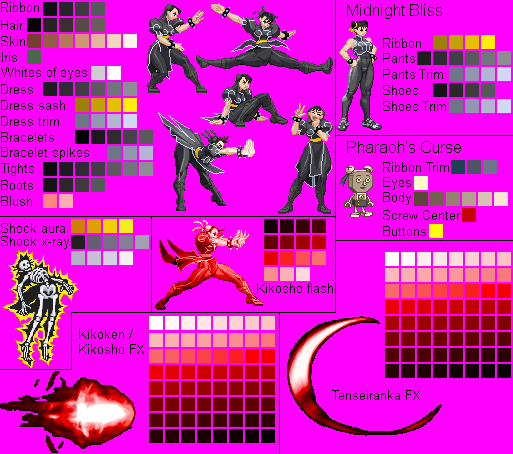 Ribbon
Hair
Skin
Iris
Whites of eyes
Dress
Dress sash
Dress trim
Bracelets
Bracelet spikes
Tights
Boots
Blush
Midnight Bliss
Ribbon
Pants
Pants Trim
Shoes
Shoes Trim
Pharaoh's Curse
Ribbon Trim
Eyes
Body
Screw Center
Buttons
Shock aura
Shock x-ray
Kikosho flash
Kikoken /
Kikosho FX
Tenseiranka FX